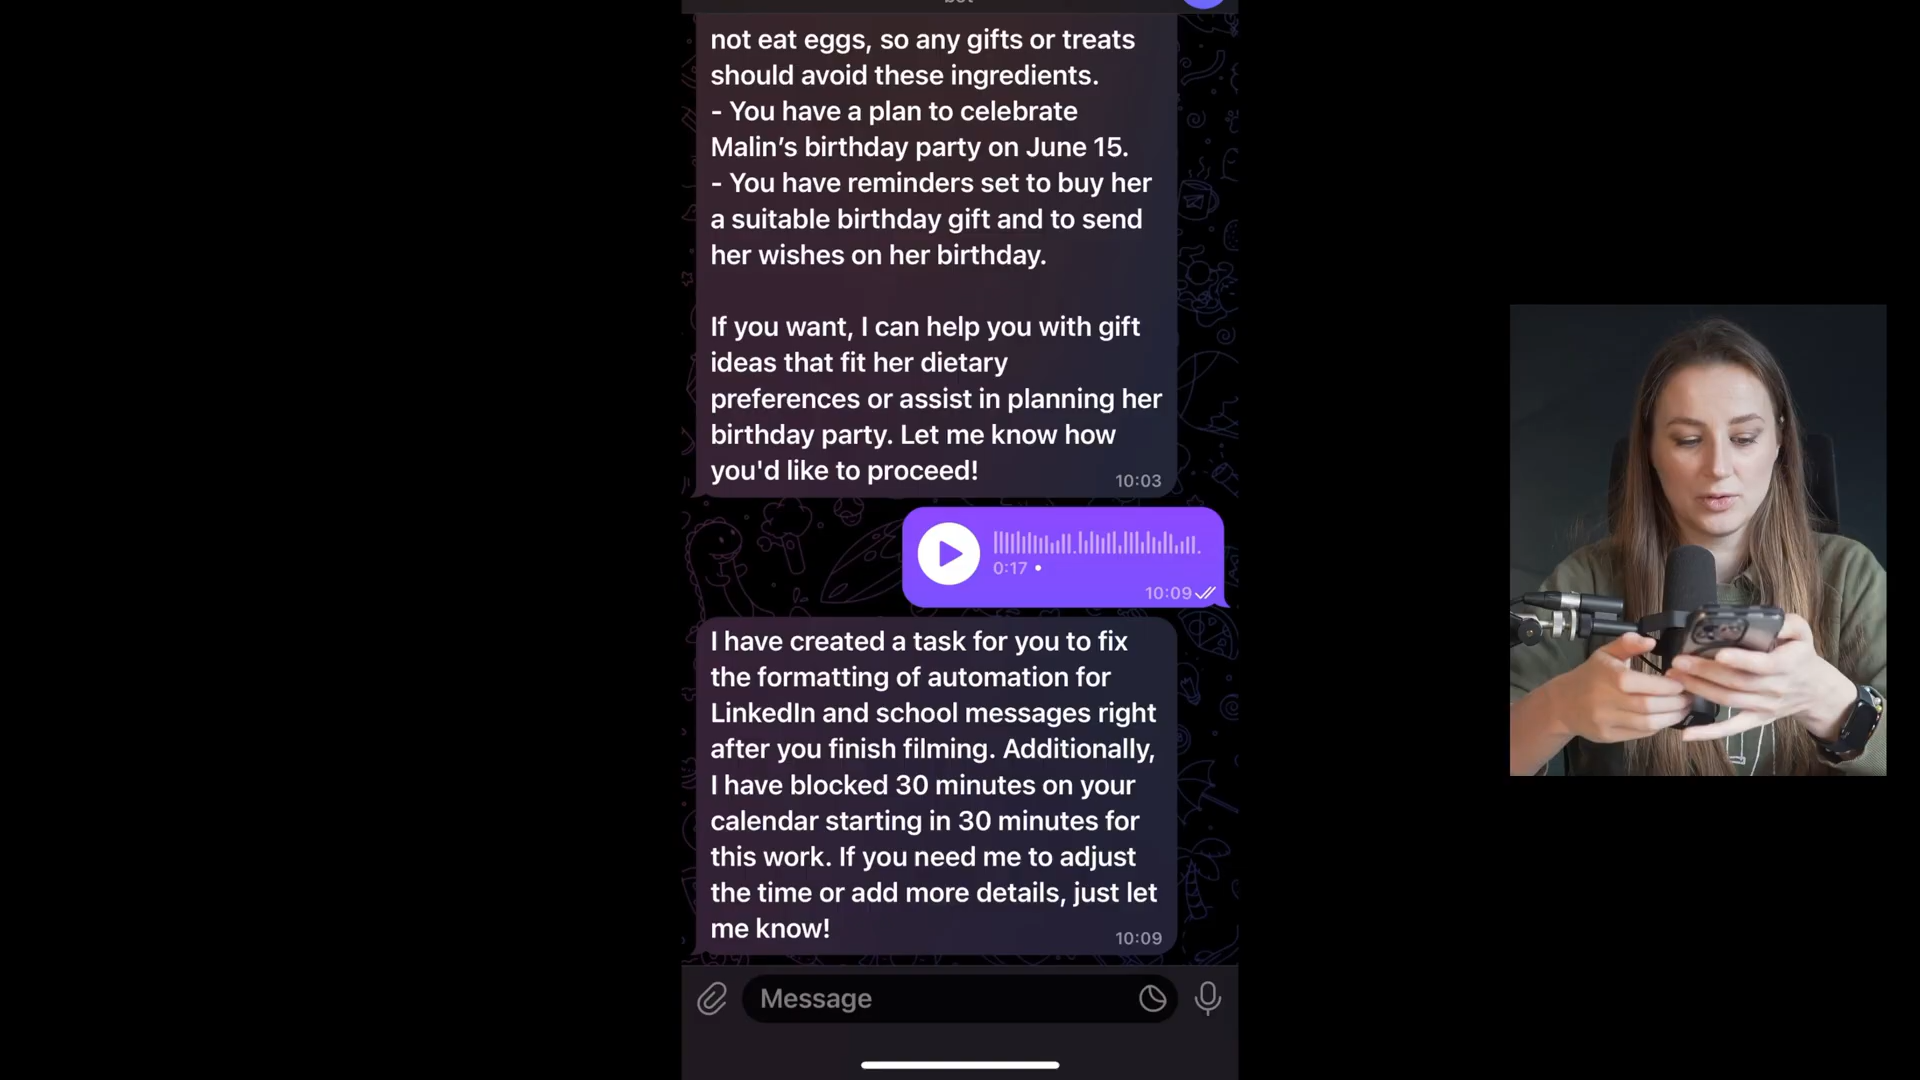 not eat eggs, so any gifts or treats
should avoid these ingredients.
- You have a plan to celebrate
Malin’s birthday party on June 15.
- You have reminders set to buy her
a suitable birthday gift and to send
her wishes on her birthday.
If you want, I can help you with gift
ideas that fit her dietary
preferences or assist in planning her
birthday party. Let me know how
you'd like to proceed!
10:03
0:17
10:09
I have created a task for you to fix
the formatting of automation for
LinkedIn and school messages right
after you finish filming. Additionally,
I have blocked 30 minutes on your
calendar starting in 30 minutes for
this work. If you need me to adjust
the time or add more details, just let
me know!
10:09
Message